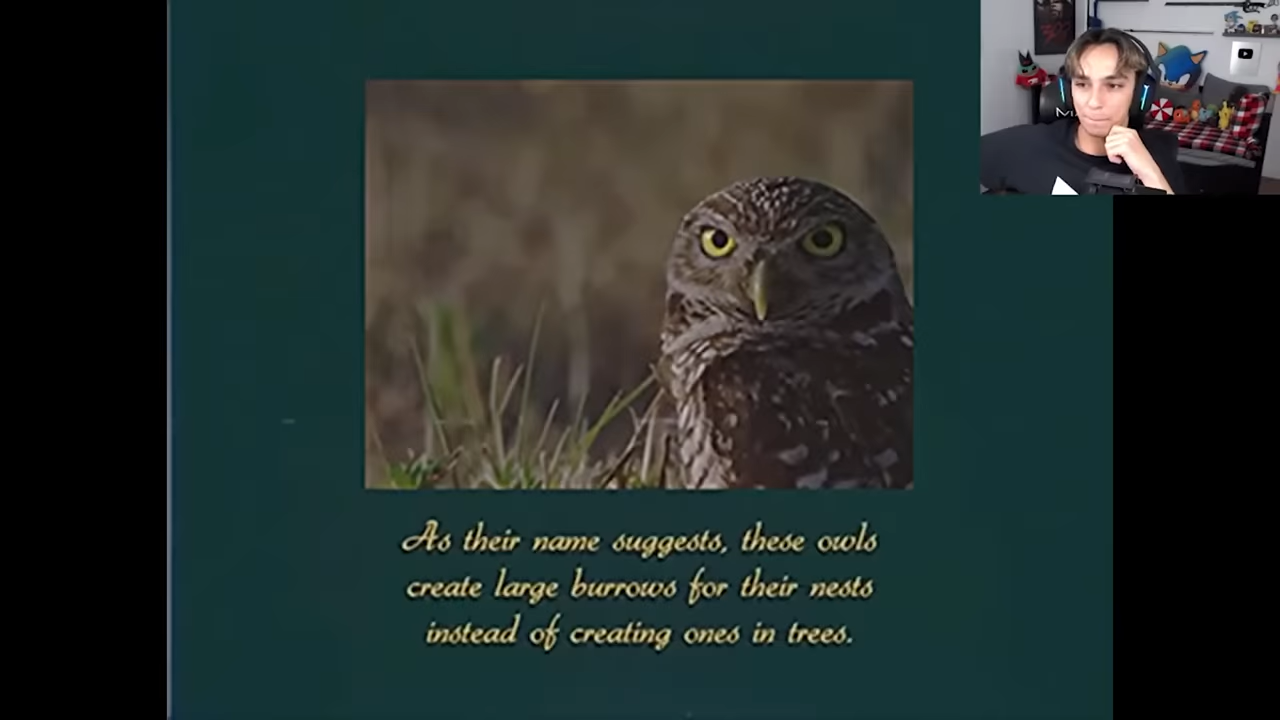 As their name suggests, these owls
create large burrows for their nests
instead of creating ones in trees.